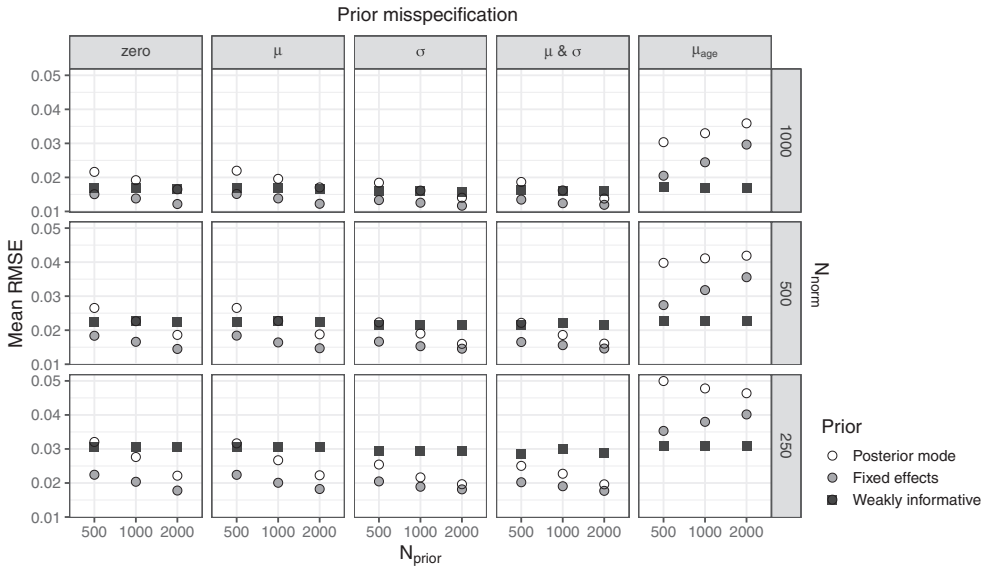 Prior misspecification
zero μ σ μ & σ μage
Mean RMSE
0.05
0.04
0.03
0.02
0.01
1000
0.05
0.04
0.03
0.02
0.01
500
Nnorm
0.05
0.04
0.03
0.02
0.01
250
500 1000 2000 500 1000 2000 500 1000 2000 500 1000 2000 500 1000 2000
Nprior
Prior
Posterior mode
Fixed effects
Weakly informative